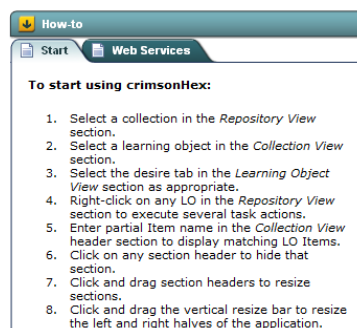 How-to
Start Web Services
To start using crimsonHex:
1. Select a collection in the Repository View
section.
2. Select a learning object in the Collection View
section.
3. Select the desire tab in the Learning Object
View section as appropriate.
4. Right-click on any LO in the Repository View
section to execute several task actions.
5. Enter partial Item name in the Collection View
header section to display matching LO Items.
6. Click on any section header to hide that
section.
7. Click and drag section headers to resize
sections.
8. Click and drag the vertical resize bar to resize
the left and right halves of the application.